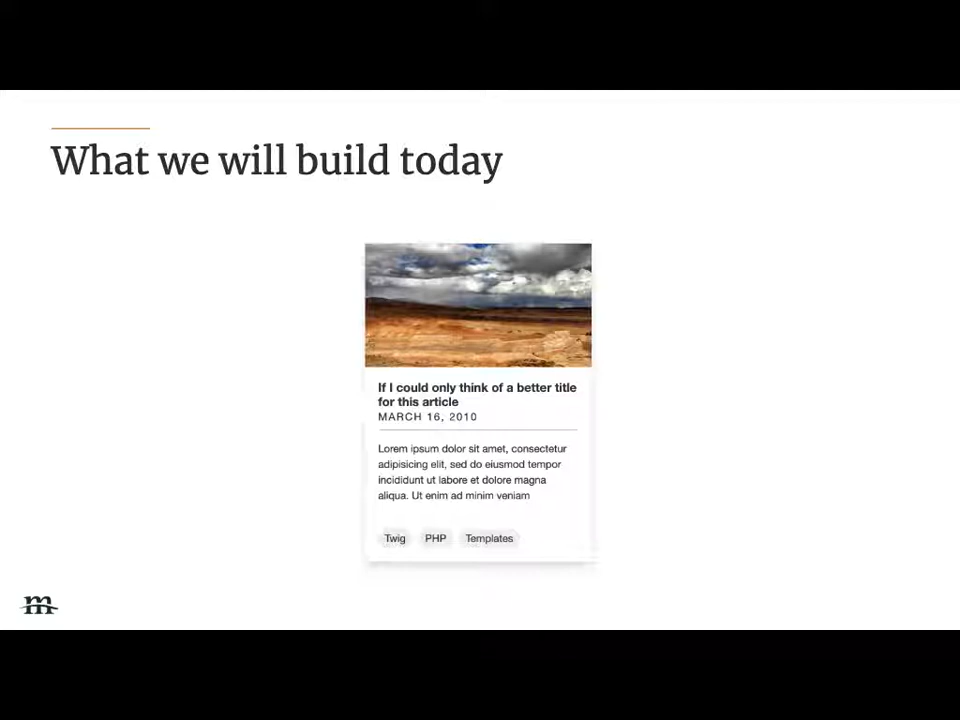 What we will build today
If I could only think of a better title
for this article
MARCH 16, 2010
Lorem ipsum dolor sit amet, consectetur
adipisicing elit, sed do eiusmod tempor
incididunt ut labore et dolore magna
aliqua. Ut enim ad minim veniam
Twig PHP Templates
m